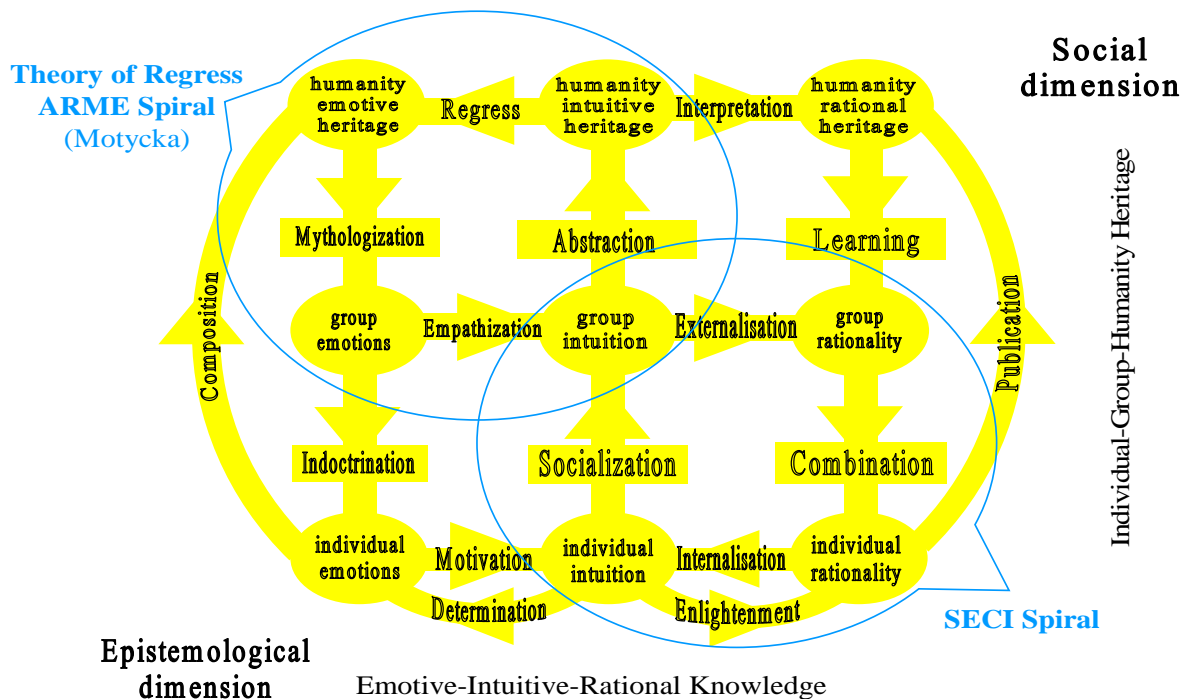 Theory of Regress
ARME Spiral
(Motycka)
Social
dimension
humanity
emotive
heritage
Regress
humanity
intuitive
heritage
Interpretation
humanity
rational
heritage
Mythologization
Abstraction
Learning
Individual-Group-Humanity Heritage
Composition
group
emotions
Empathization
group
intuition
Externalisation
group
rationality
Publication
Indoctrination
Socialization
Combination
individual
emotions
Motivation
individual
intuition
Internalisation
individual
rationality
Determination
Enlightenment
SECI Spiral
Epistemological
dimension
Emotive-Intuitive-Rational Knowledge